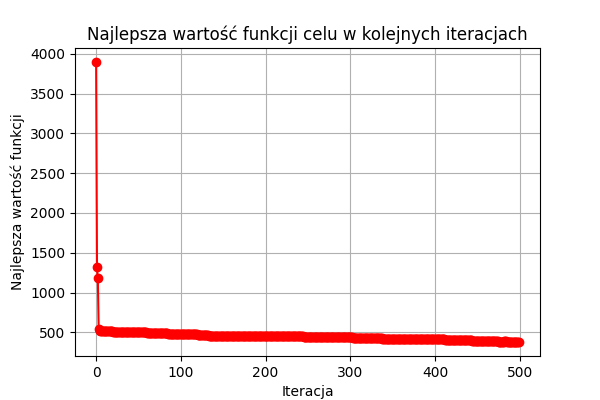 Najlepsza wartość funkcji celu w kolejnych iteracjach
4000
3500
3000
2500
2000
1500
1000
500
Najlepsza wartość funkcji
0 100 200 300 400 500
Iteracja